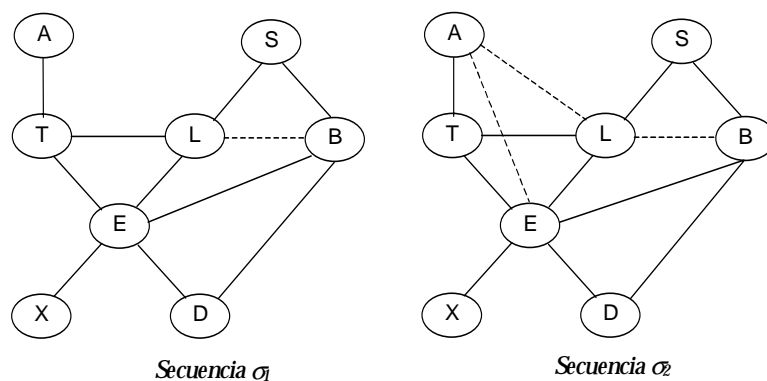 A S A S
T L B T L B
E E
X D X D
Secuencia σ1 Secuencia σ2